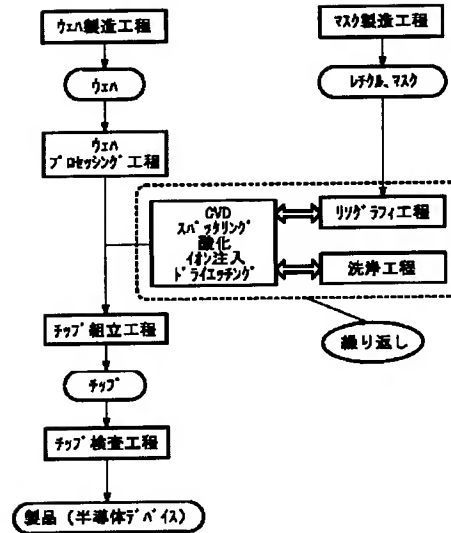 ウェハ製造工程
マスク製造工程
ウェハ
レチクル、マスク
ウェハ
プロセッシング工程
CVD
スパッタリング
酸化
イオン注入
ドライエッチング
リソグラフィ工程
洗浄工程
繰り返し
チップ組立工程
チップ
チップ検査工程
製品（半導体デバイス）